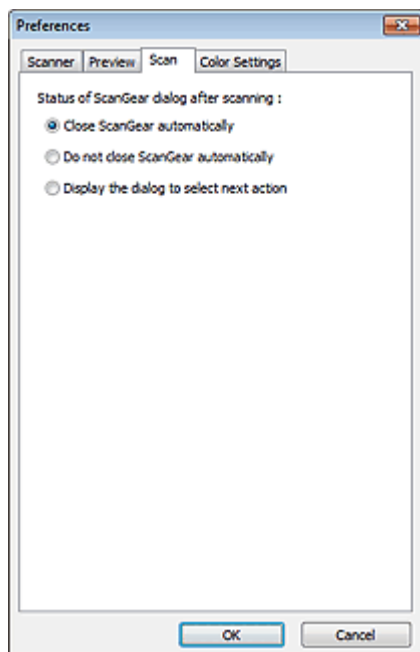 Preferences
Scanner Preview Scan Color Settings
Status of ScanGear dialog after scanning :
Close ScanGear automatically
Do not close ScanGear automatically
Display the dialog to select next action
OK Cancel